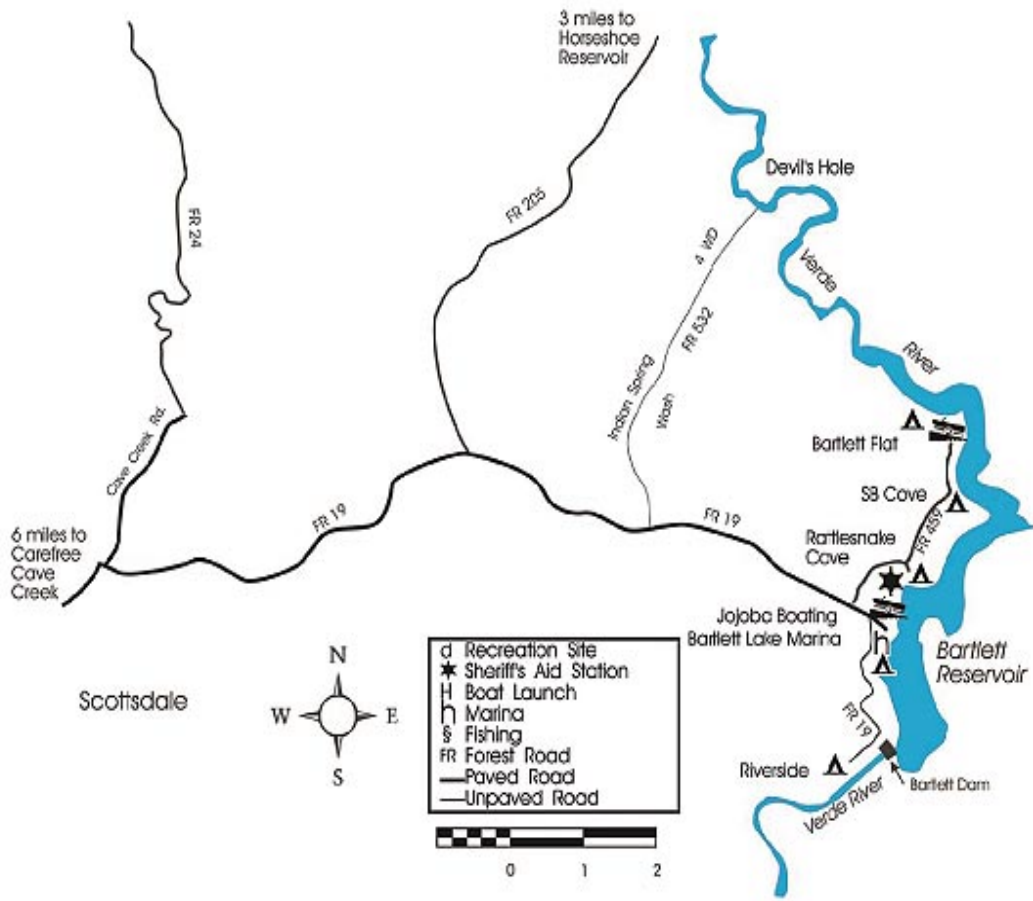 3 miles to
Horseshoe
Reservoir
Devil's Hole
FR 24
FR 205
4 WD
Verde
FR 532
River
Indian Spring
Wash
Cave Creek Rd.
Bartlett Flat
SB Cove
FR 459
FR 19
FR 19
Rattlesnake
Cove
6 miles to
Carefree
Cave
Creek
Jojoba Boating
Bartlett Lake Marina
Bartlett
Reservoir
Scottsdale
N
W
E
S
d Recreation Site
Sheriff's Aid Station
H Boat Launch
h Marina
§ Fishing
FR Forest Road
Paved Road
Unpaved Road
h
FR 19
Riverside
Bartlett Dam
Verde River
0 1 2